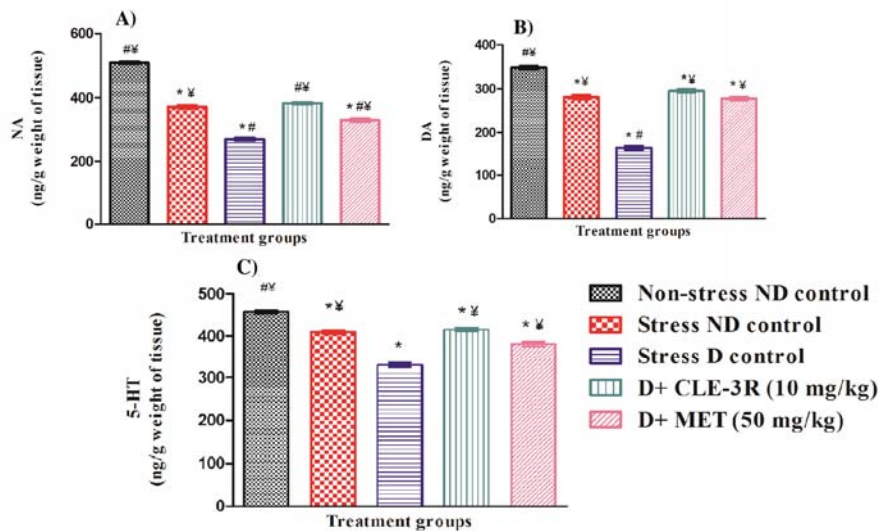 A)
#¥
* ¥
* #
#¥
* #¥
600
400
200
0
NA
(ng/g weight of tissue)
Treatment groups
B)
#¥
*¥
* #
*¥
* ¥
400
300
200
100
0
DA
(ng/g weight of tissue)
Treatment groups
C)
#¥
*¥
*
* ¥
* ¥
500
400
300
200
100
0
5-HT
(ng/g weight of tissue)
Treatment groups
Non-stress ND control
Stress ND control
Stress D control
D+ CLE-3R (10 mg/kg)
D+ MET (50 mg/kg)